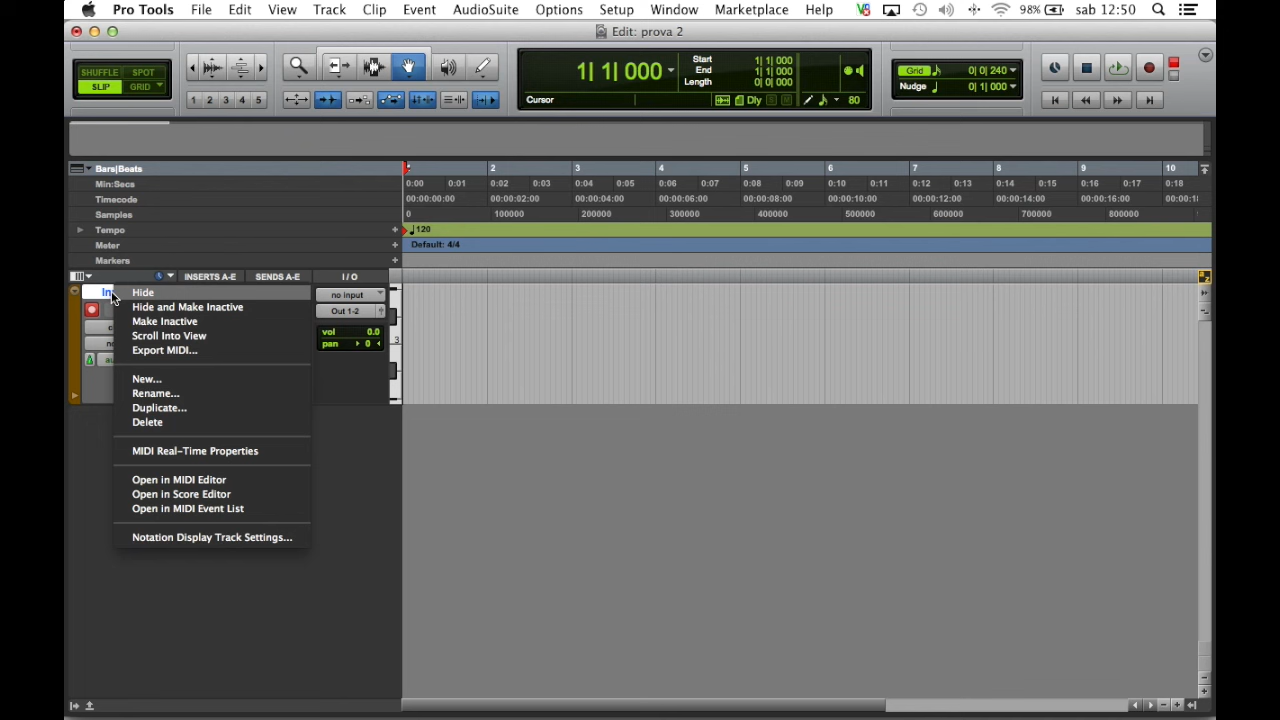 Pro Tools File Edit View Track Clip Event AudioSuite Options Setup Window Marketplace Help 98% sab 12:50
Edit: prova 2
SHUFFLE SPOT
SLIP GRID
1 2 3 4 5
1| 1| 000
Start 1| 1| 000
End 1| 1| 000
Length 0| 0| 000
Cursor
Dly
80
Grid 0| 0| 240
Nudge 0| 1| 000
Bars|Beats 2 3 4 5 6 7 8 9 10
Min:Secs 0:00 0:01 0:02 0:03 0:04 0:05 0:06 0:07 0:08 0:09 0:10 0:11 0:12 0:13 0:14 0:15 0:16 0:17 0:18
Timecode 00:00:00:00 00:00:02:00 00:00:04:00 00:00:06:00 00:00:08:00 00:00:10:00 00:00:12:00 00:00:14:00 00:00:16:00
Samples 0 100000 200000 300000 400000 500000 600000 700000 800000
Tempo 120
Meter Default: 4/4
Markers
INSERTS A-E SENDS A-E I / O
no input
Out 1-2
vol 0.0
pan 0
3
Hide
Hide and Make Inactive
Make Inactive
Scroll Into View
Export MIDI...
New...
Rename...
Duplicate...
Delete
MIDI Real-Time Properties
Open in MIDI Editor
Open in Score Editor
Open in MIDI Event List
Notation Display Track Settings...